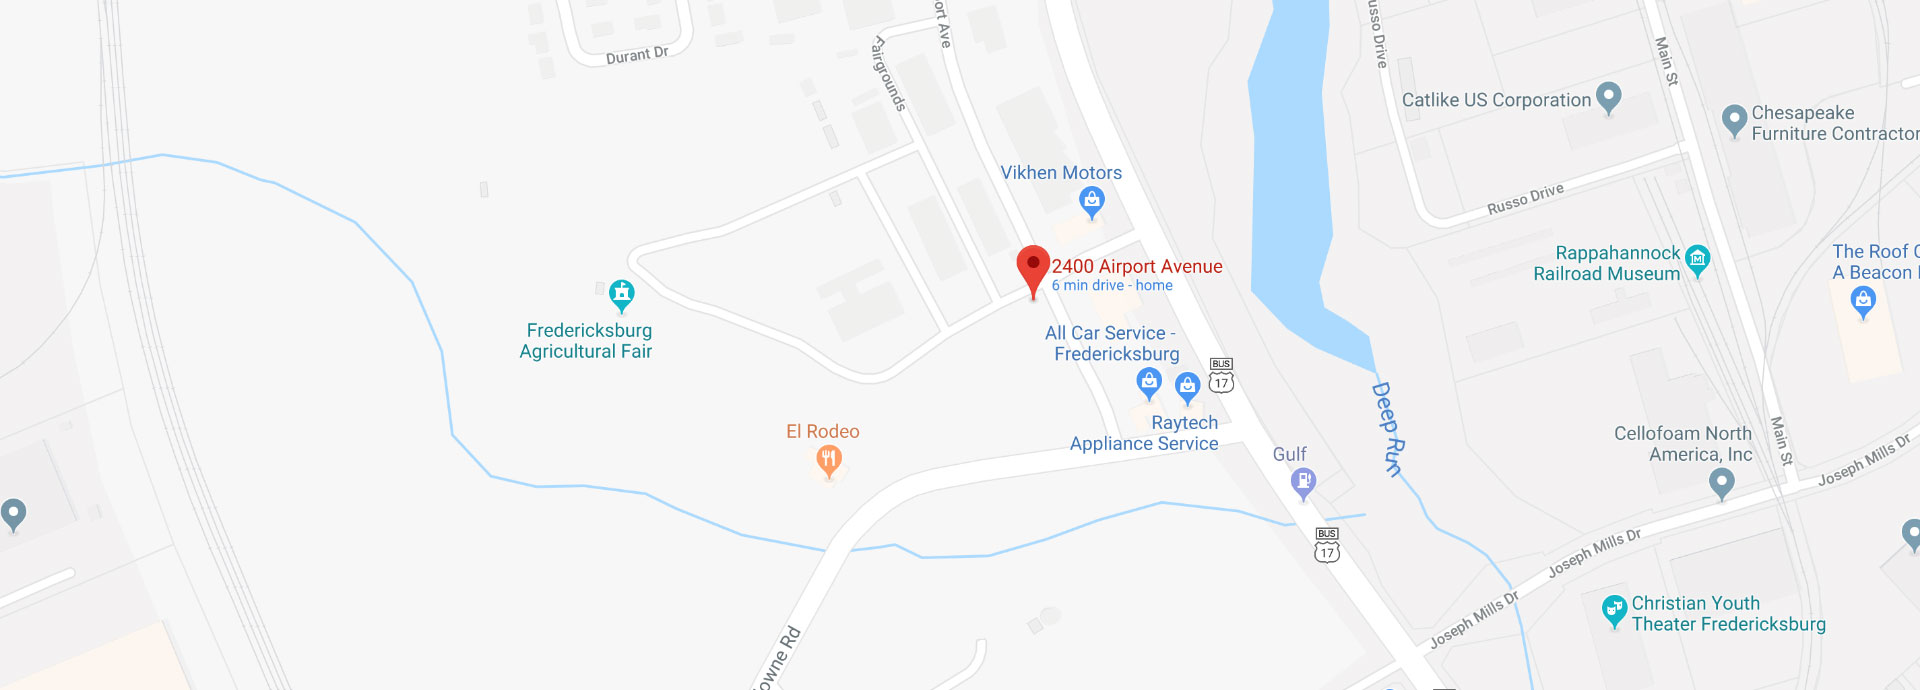 Durant Dr
Fairgrounds
ort Ave
usso Drive
Main St
Catlike US Corporation
Chesapeake
Furniture Contractor
Vikhen Motors
Russo Drive
Rappahannock
Railroad Museum
The Roof C
A Beacon
2400 Airport Avenue
6 min drive - home
Fredericksburg
Agricultural Fair
All Car Service -
Fredericksburg
BUS
17
Raytech
Appliance Service
El Rodeo
Deep Run
Gulf
Cellofoam North
America, Inc
Main St
Joseph Mills Dr
BUS
17
Joseph Mills Dr
Joseph Mills Dr
Christian Youth
Theater Fredericksburg
owne Rd